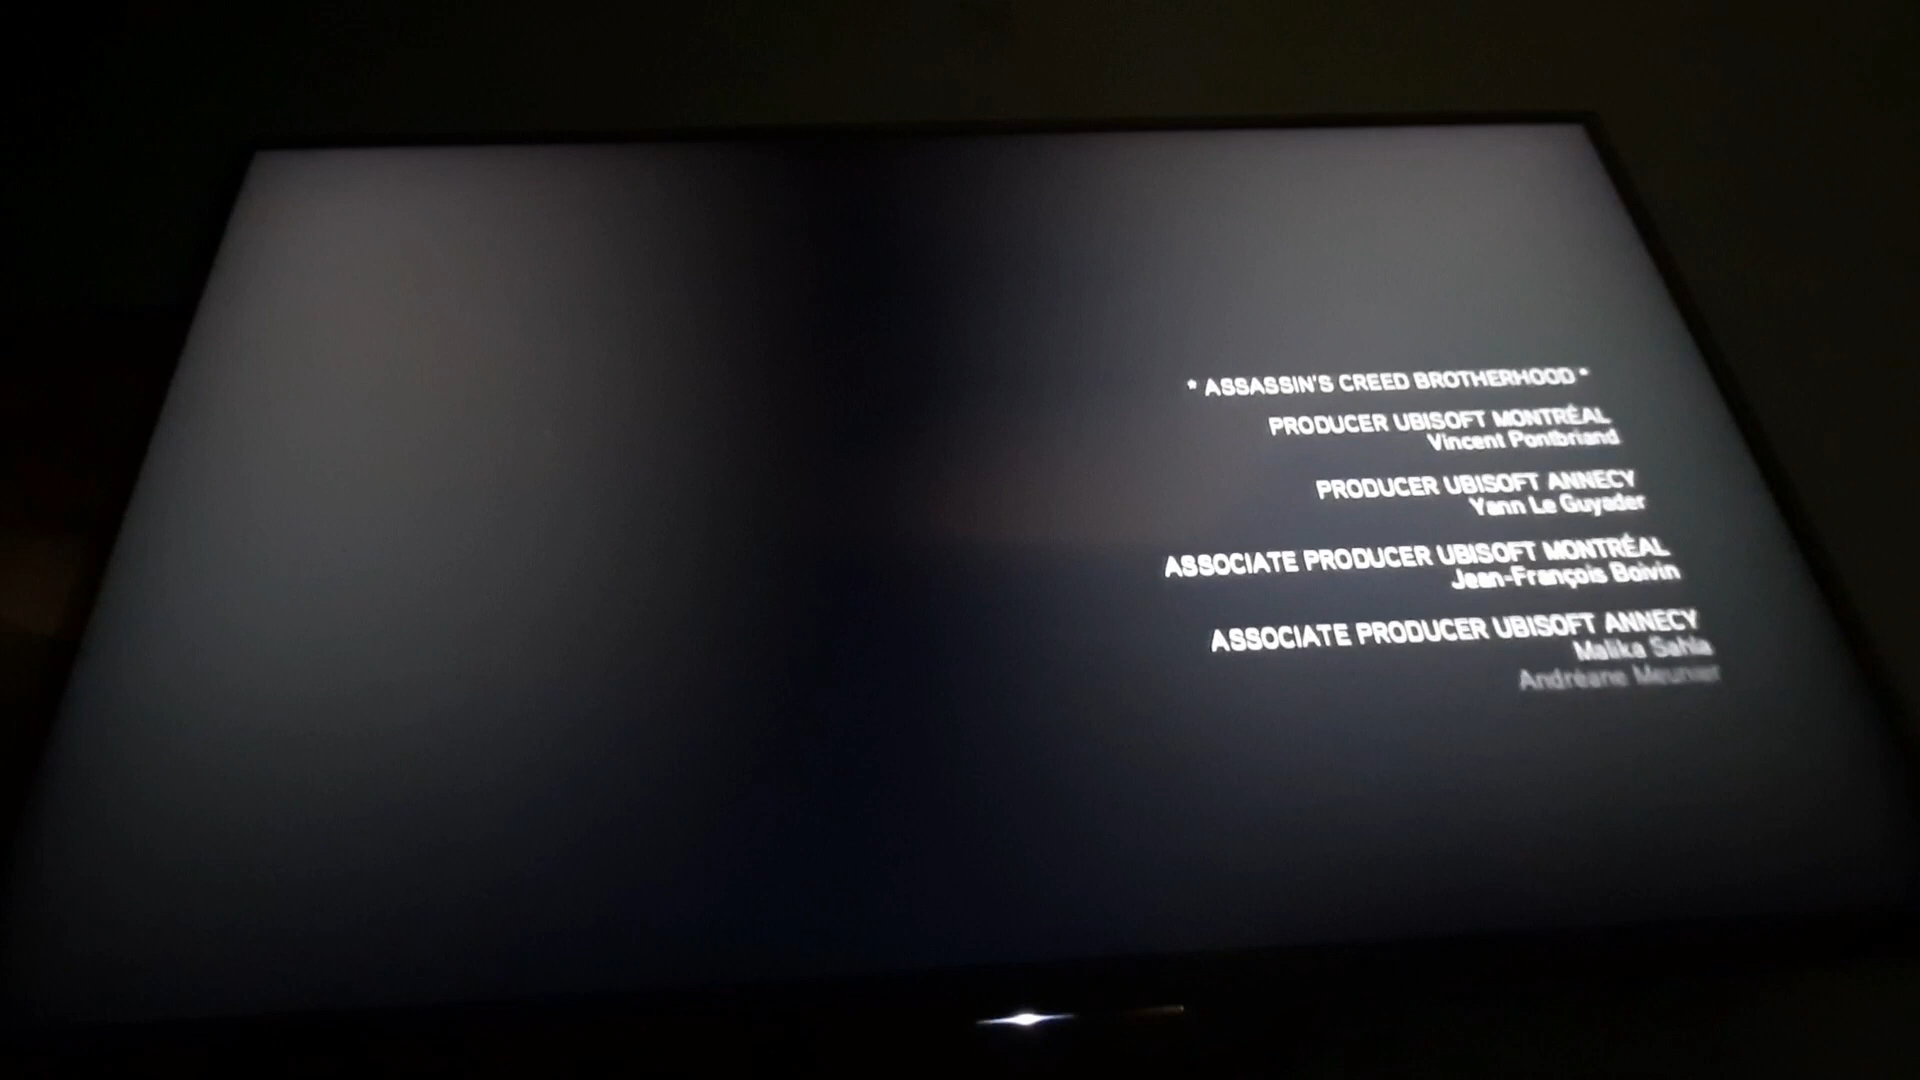 * ASSASSIN'S CREED BROTHERHOOD *
PRODUCER UBISOFT MONTRÉAL
Vincent Pontbriand
PRODUCER UBISOFT ANNECY
Yann Le Guyader
ASSOCIATE PRODUCER UBISOFT MONTRÉAL
Jean-François Boivin
ASSOCIATE PRODUCER UBISOFT ANNECY
Malika Sahla
Andréane Meunier